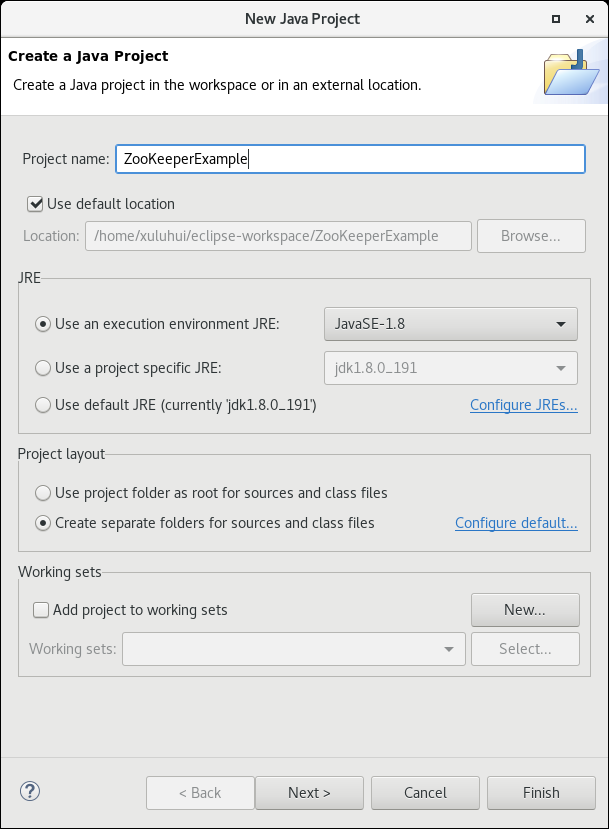 New Java Project
Create a Java Project
Create a Java project in the workspace or in an external location.
Project name: ZooKeeperExample
Use default location
Location: /home/xuluhui/eclipse-workspace/ZooKeeperExample Browse...
JRE
Use an execution environment JRE: JavaSE-1.8
Use a project specific JRE: jdk1.8.0_191
Use default JRE (currently 'jdk1.8.0_191') Configure JREs...
Project layout
Use project folder as root for sources and class files
Create separate folders for sources and class files Configure default...
Working sets
Add project to working sets New...
Working sets: Select...
? < Back Next > Cancel Finish